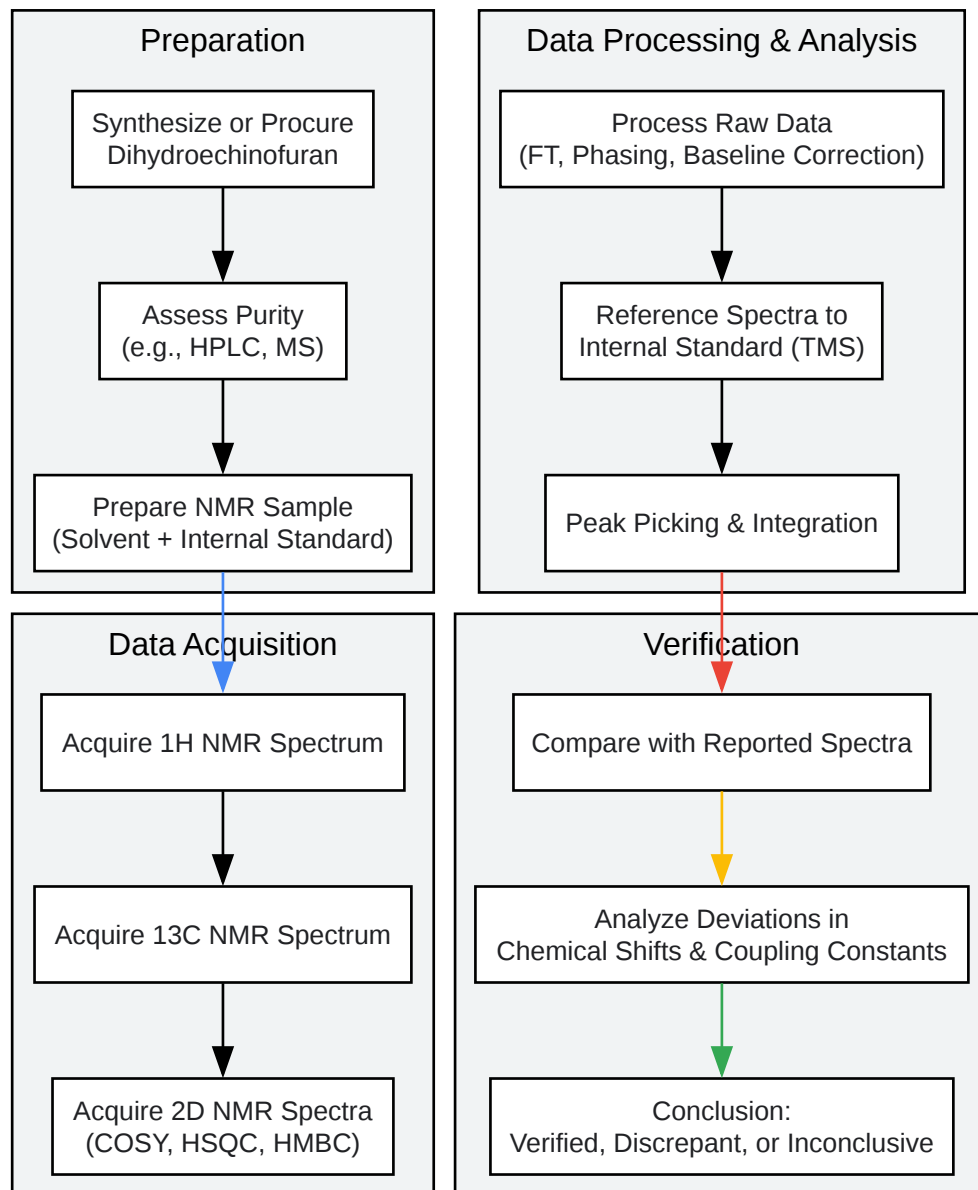 Preparation
Synthesize or Procure
Dihydroechinofuran
Assess Purity
(e.g., HPLC, MS)
Prepare NMR Sample
(Solvent + Internal Standard)
Data Acquisition
Acquire 1H NMR Spectrum
Acquire 13C NMR Spectrum
Acquire 2D NMR Spectra
(COSY, HSQC, HMBC)
Data Processing & Analysis
Process Raw Data
(FT, Phasing, Baseline Correction)
Reference Spectra to
Internal Standard (TMS)
Peak Picking & Integration
Verification
Compare with Reported Spectra
Analyze Deviations in
Chemical Shifts & Coupling Constants
Conclusion:
Verified, Discrepant, or Inconclusive